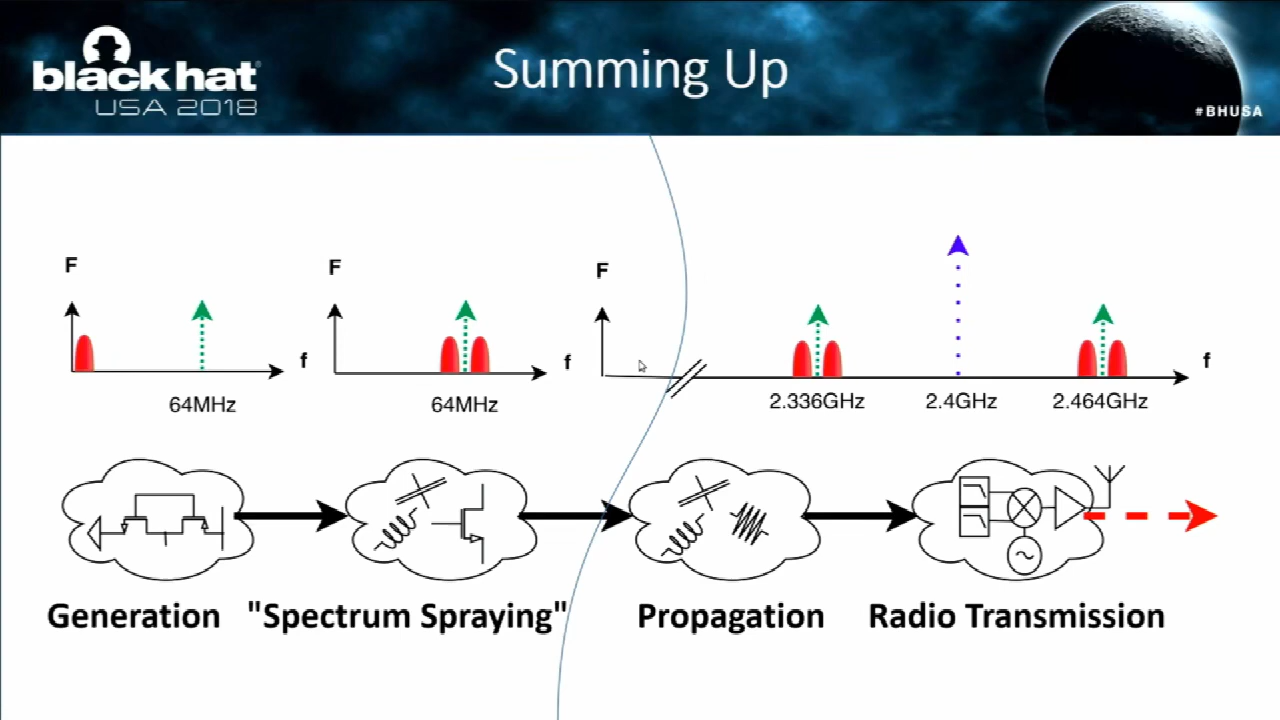 black hat
USA 2018
Summing Up
#BHUSA
F
f
64MHz
F
f
64MHz
F
f
2.336GHz
2.4GHz
2.464GHz
Generation
"Spectrum Spraying"
Propagation
Radio Transmission